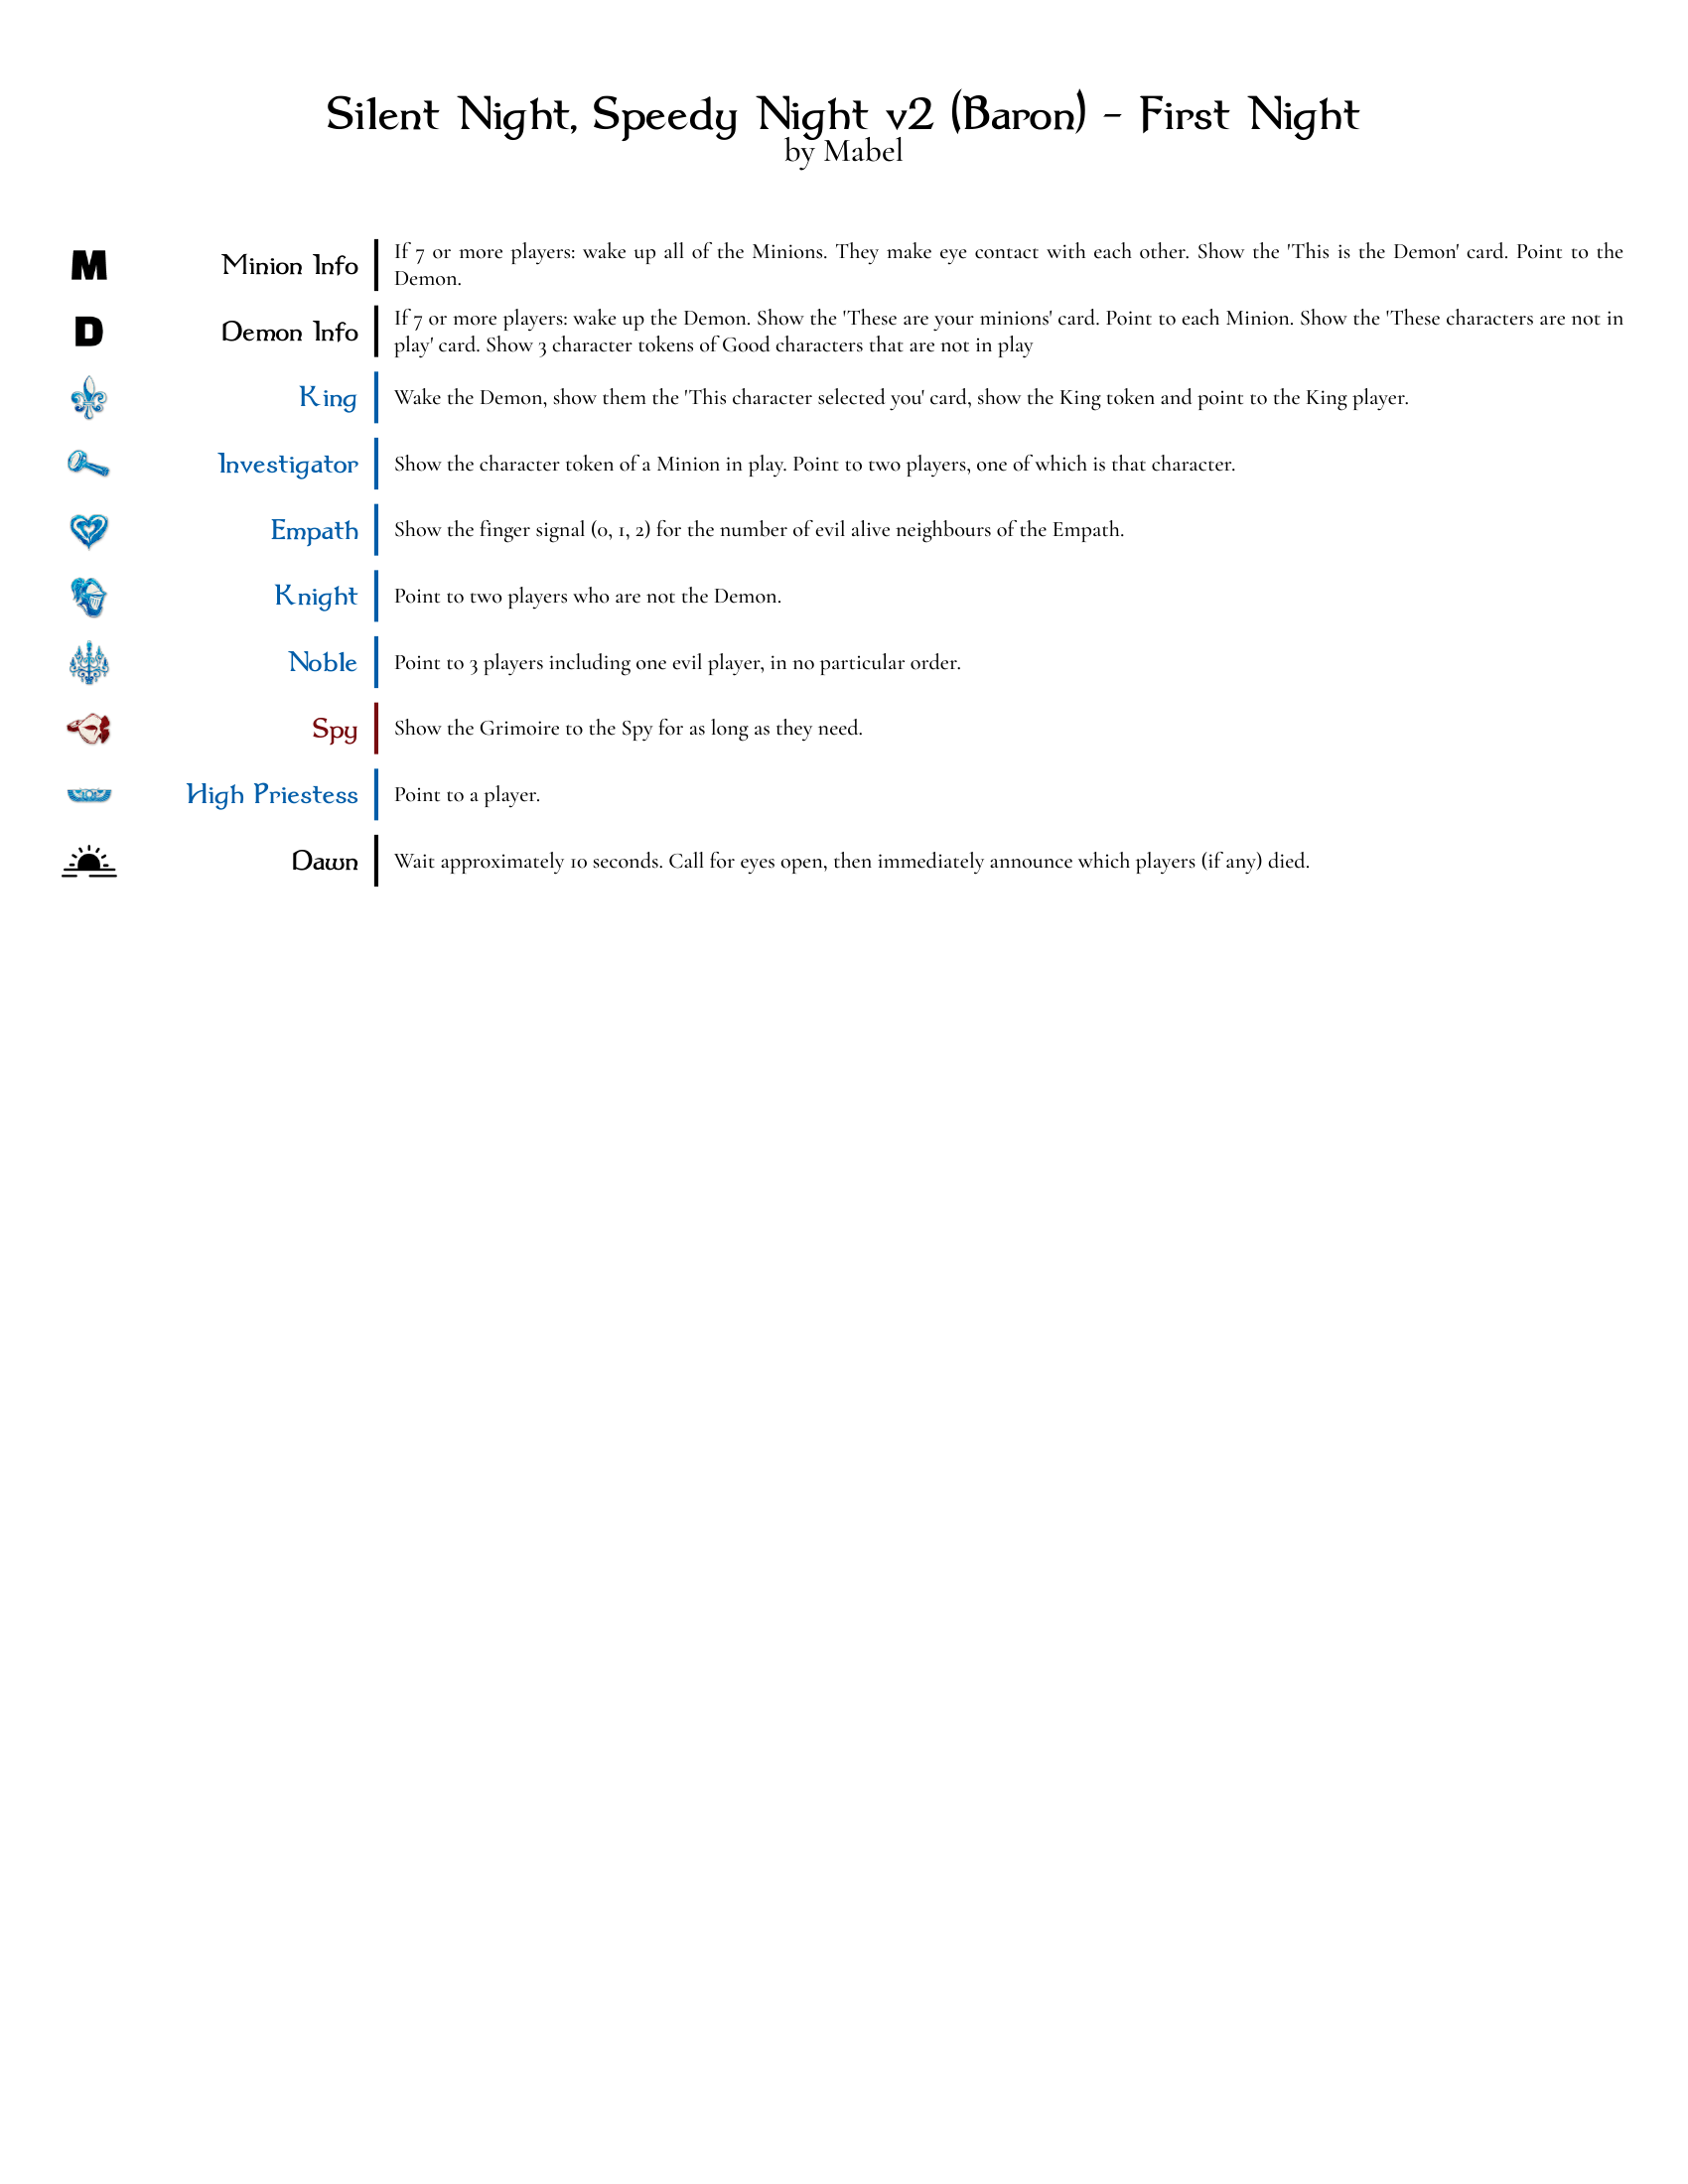 Silent Night, Speedy Night v2 (Baron) - First Night
by Mabel
M
Minion Info
If 7 or more players: wake up all of the Minions. They make eye contact with each other. Show the 'This is the Demon' card. Point to the
Demon.
D
Demon Info
If 7 or more players: wake up the Demon. Show the 'These are your minions' card. Point to each Minion. Show the 'These characters are not in
play' card. Show 3 character tokens of Good characters that are not in play
King
Wake the Demon, show them the 'This character selected you' card, show the King token and point to the King player.
Investigator
Show the character token of a Minion in play. Point to two players, one of which is that character.
Empath
Show the finger signal (0, 1, 2) for the number of evil alive neighbours of the Empath.
Knight
Point to two players who are not the Demon.
Noble
Point to 3 players including one evil player, in no particular order.
Spy
Show the Grimoire to the Spy for as long as they need.
High Priestess
Point to a player.
Dawn
Wait approximately 10 seconds. Call for eyes open, then immediately announce which players (if any) died.